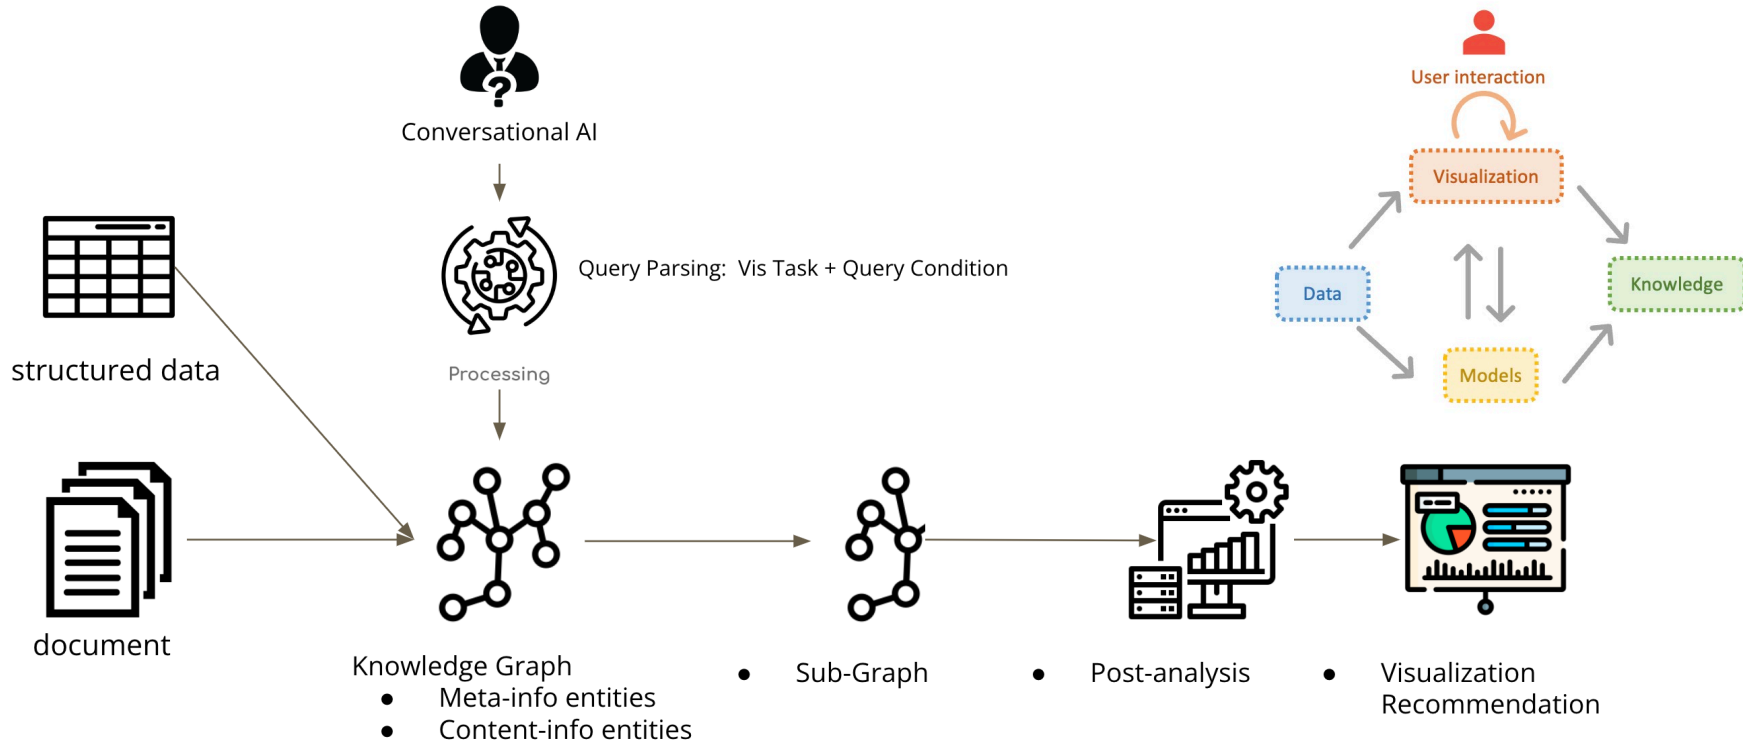 Conversational AI
Query Parsing:  Vis Task + Query Condition
Processing
structured data
document
Knowledge Graph
● Meta-info entities
● Content-info entities
● Sub-Graph
● Post-analysis
● Visualization
Recommendation
User interaction
Visualization
Data
Knowledge
Models
?